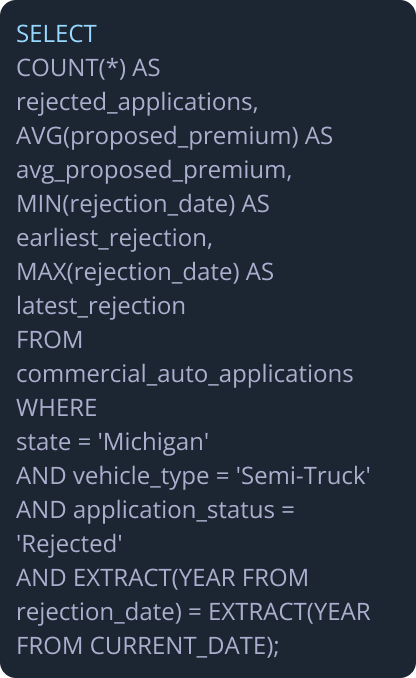 SELECT
COUNT(*) AS
rejected_applications,
AVG(proposed_premium) AS
avg_proposed_premium,
MIN(rejection_date) AS
earliest_rejection,
MAX(rejection_date) AS
latest_rejection
FROM
commercial_auto_applications
WHERE
state = 'Michigan'
AND vehicle_type = 'Semi-Truck'
AND application_status =
'Rejected'
AND EXTRACT(YEAR FROM
rejection_date) = EXTRACT(YEAR
FROM CURRENT_DATE);